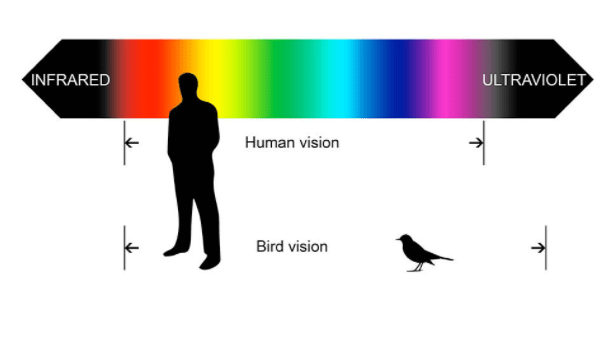 INFRARED
ULTRAVIOLET
Human vision
Bird vision